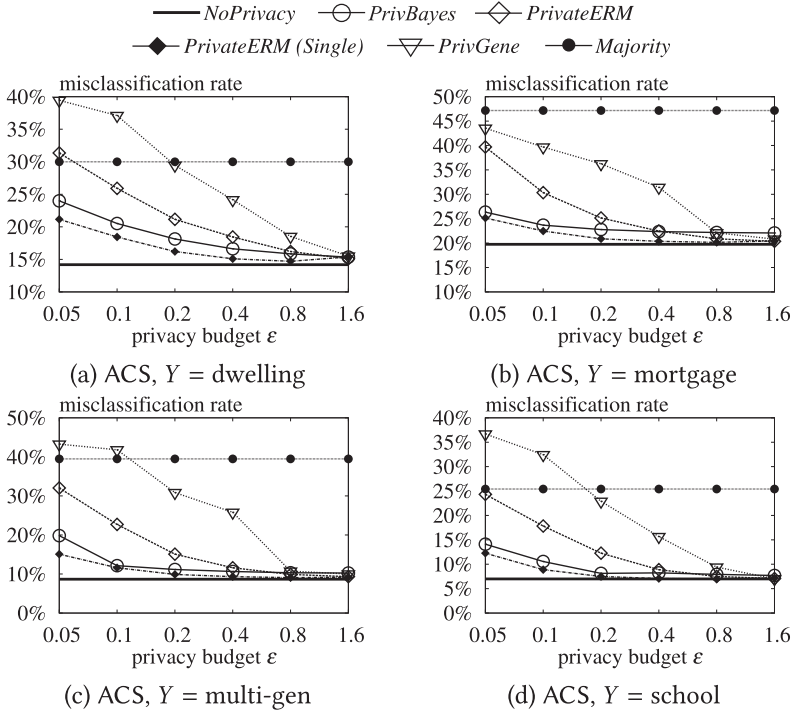 NoPrivacy PrivBayes PrivateERM
PrivateERM (Single) PrivGene Majority
misclassification rate
40%
35%
30%
25%
20%
15%
10%
0.05 0.1 0.2 0.4 0.8 1.6
privacy budget ε
(a) ACS, Y = dwelling
misclassification rate
50%
45%
40%
35%
30%
25%
20%
15%
10%
0.05 0.1 0.2 0.4 0.8 1.6
privacy budget ε
(b) ACS, Y = mortgage
misclassification rate
50%
40%
30%
20%
10%
0%
0.05 0.1 0.2 0.4 0.8 1.6
privacy budget ε
(c) ACS, Y = multi-gen
misclassification rate
40%
35%
30%
25%
20%
15%
10%
5%
0%
0.05 0.1 0.2 0.4 0.8 1.6
privacy budget ε
(d) ACS, Y = school